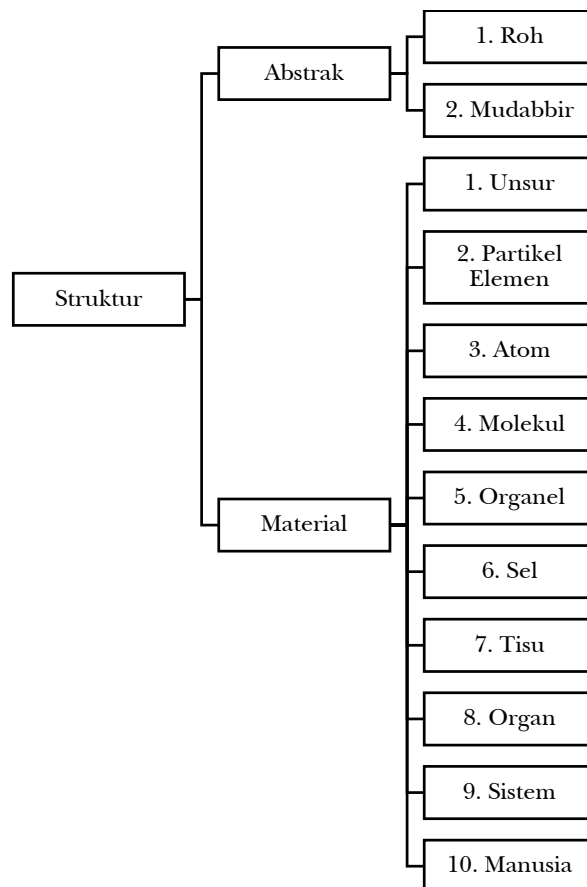 Struktur
Abstrak
1. Roh
2. Mudabbir
Material
1. Unsur
2. Partikel
Elemen
3. Atom
4. Molekul
5. Organel
6. Sel
7. Tisu
8. Organ
9. Sistem
10. Manusia